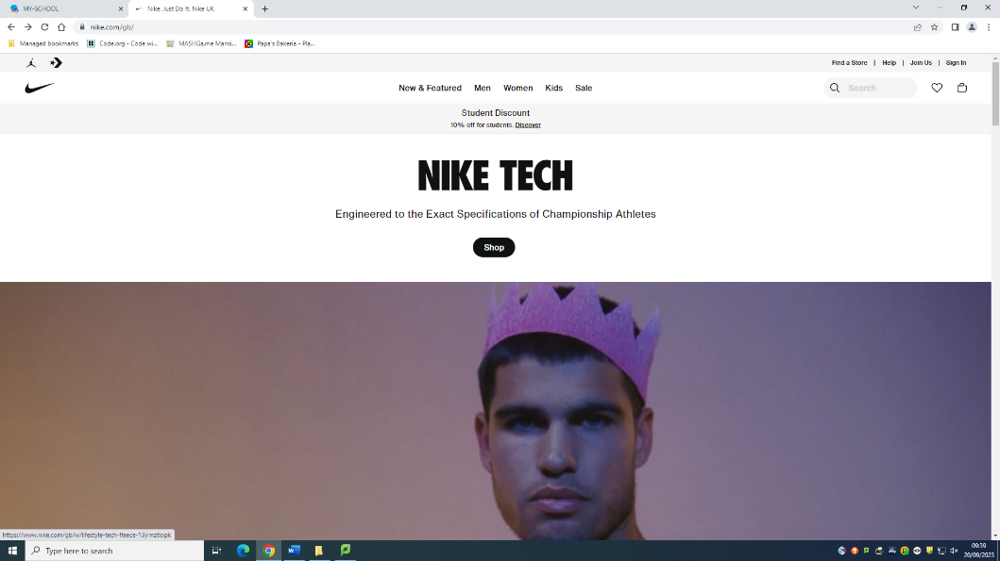 MY-SCHOOL
Nike. Just Do It. Nike UK
nike.com/gb/
Managed bookmarks
Code.org - Code wi...
MASHGa.me Mansi...
Papa's Bakeria - Pla...
Find a Store | Help | Join Us | Sign In
New & Featured Men Women Kids Sale
Search
Student Discount
10% off for students. Discover
NIKE TECH
Engineered to the Exact Specifications of Championship Athletes
Shop
https://www.nike.com/gb/w/lifestyle-tech-fleece-13jrmz6sipk
Type here to search
09:39
20/09/2023